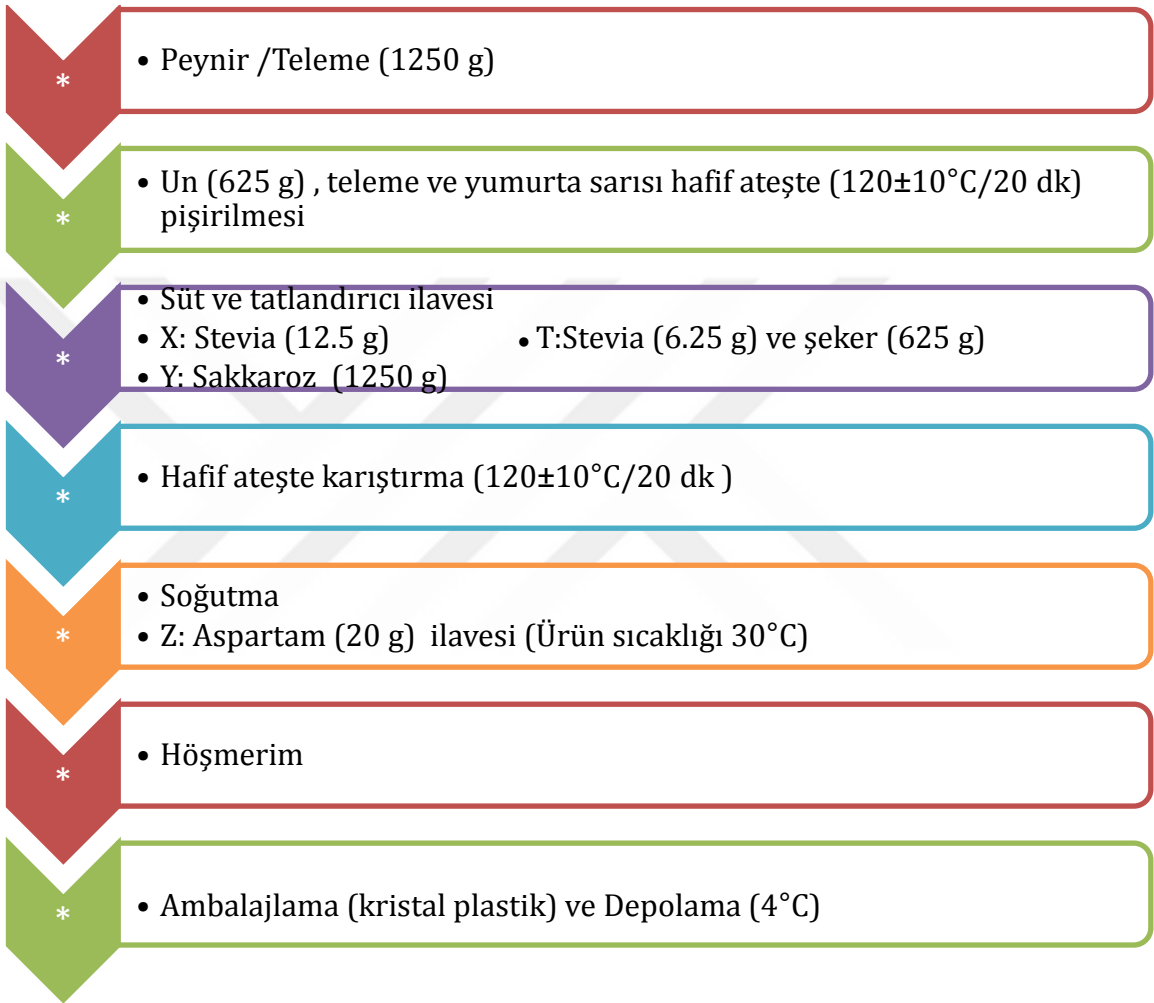 *
• Peynir /Teleme (1250 g)
*
• Un (625 g) , teleme ve yumurta sarısı hafif ateşte (120±10°C/20 dk)
pişirilmesi
*
• Süt ve tatlandırıcı ilavesi
• X: Stevia (12.5 g) • T:Stevia (6.25 g) ve şeker (625 g)
• Y: Sakkaroz (1250 g)
*
• Hafif ateşte karıştırma (120±10°C/20 dk )
*
• Soğutma
• Z: Aspartam (20 g) ilavesi (Ürün sıcaklığı 30°C)
*
• Höşmerim
*
• Ambalajlama (kristal plastik) ve Depolama (4°C)